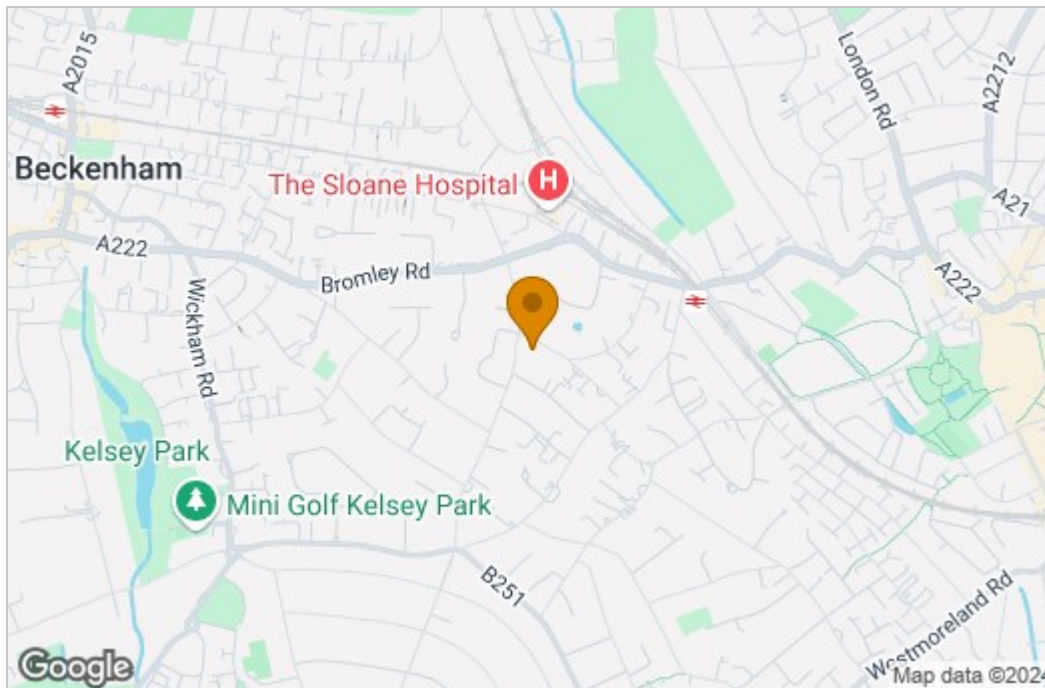 A2015
London Rd
A2212
Beckenham
The Sloane Hospital
H
A21
A222
Bromley Rd
A222
Wickham Rd
Kelsey Park
Mini Golf Kelsey Park
B251
Westmoreland Rd
Google
Map data ©2024